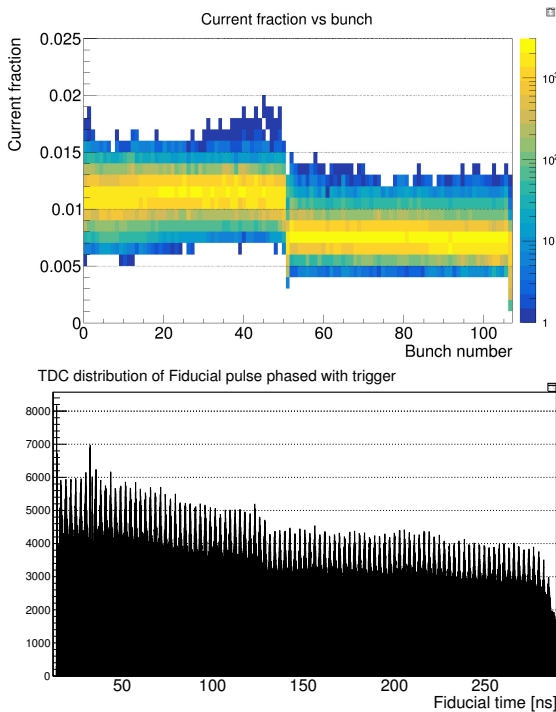 Current fraction vs bunch
Current fraction
0.025
0.02
0.015
0.01
0.005
0
0 20 40 60 80 100
Bunch number
10²
10
1
TDC distribution of Fiducial pulse phased with trigger
8000
7000
6000
5000
4000
3000
2000
1000
0
50 100 150 200 250
Fiducial time [ns]